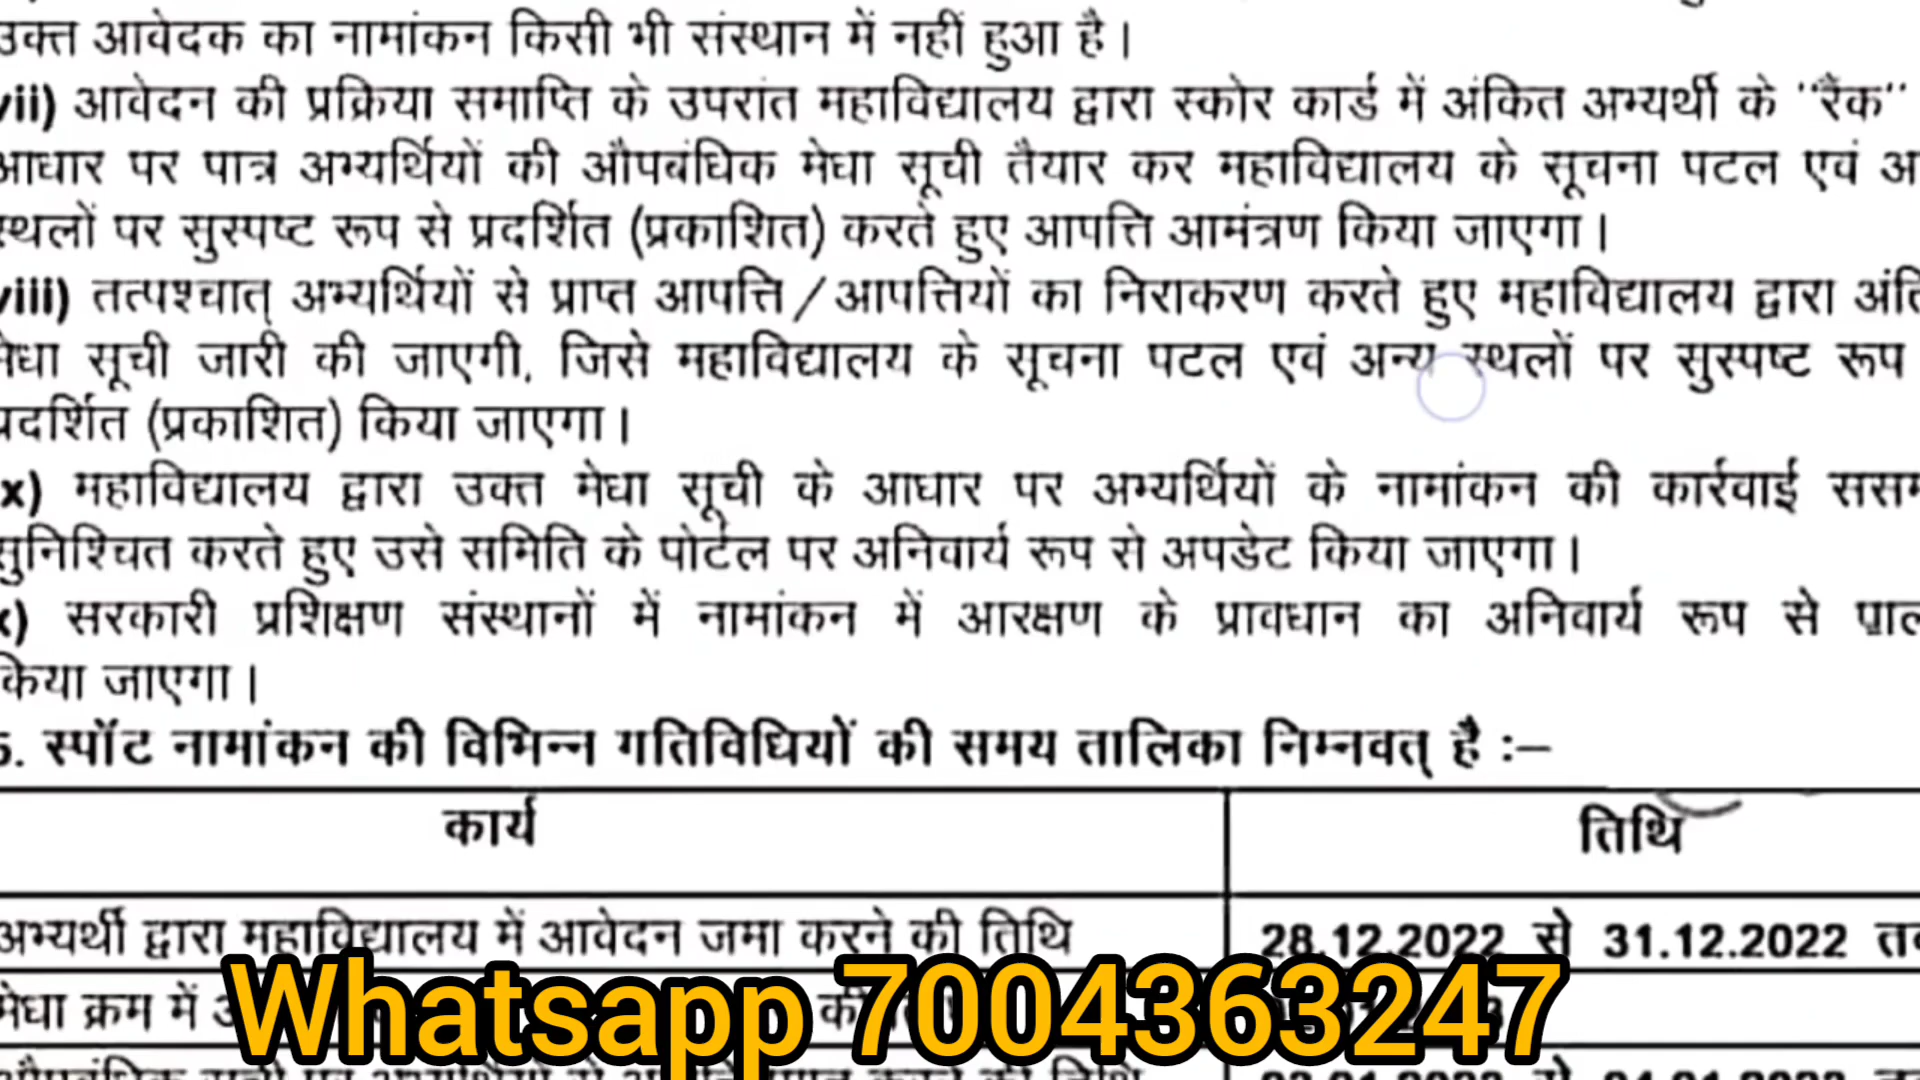 उक्त आवेदक का नामांकन किसी भी संस्थान में नहीं हुआ है।
vii) आवेदन की प्रक्रिया समाप्ति के उपरांत महाविद्यालय द्वारा स्कोर कार्ड में अंकित अभ्यर्थी के "रैंक"
आधार पर पात्र अभ्यर्थियों की औपबंधिक मेधा सूची तैयार कर महाविद्यालय के सूचना पटल एवं
स्थलों पर सुस्पष्ट रूप से प्रदर्शित (प्रकाशित) करते हुए आपत्ति आमंत्रण किया जाएगा।
viii) तत्पश्चात् अभ्यर्थियों से प्राप्त आपत्ति/आपत्तियों का निराकरण करते हुए महाविद्यालय द्वारा
मेधा सूची जारी की जाएगी, जिसे महाविद्यालय के सूचना पटल एवं अन्य स्थलों पर सुस्पष्ट रूप
प्रदर्शित (प्रकाशित) किया जाएगा।
ix) महाविद्यालय द्वारा उक्त मेधा सूची के आधार पर अभ्यर्थियों के नामांकन की कार्रवाई
सुनिश्चित करते हुए उसे समिति के पोर्टल पर अनिवार्य रूप से अपडेट किया जाएगा।
x) सरकारी प्रशिक्षण संस्थानों में नामांकन में आरक्षण के प्रावधान का अनिवार्य रूप से
किया जाएगा।
5. स्पॉट नामांकन की विभिन्न गतिविधियों की समय तालिका निम्नवत् है :–
कार्य तिथि
अभ्यर्थी द्वारा महाविद्यालय में आवेदन जमा करने की तिथि 28.12.2022 से 31.12.2022
मेधा क्रम में
Whatsapp 7004363247